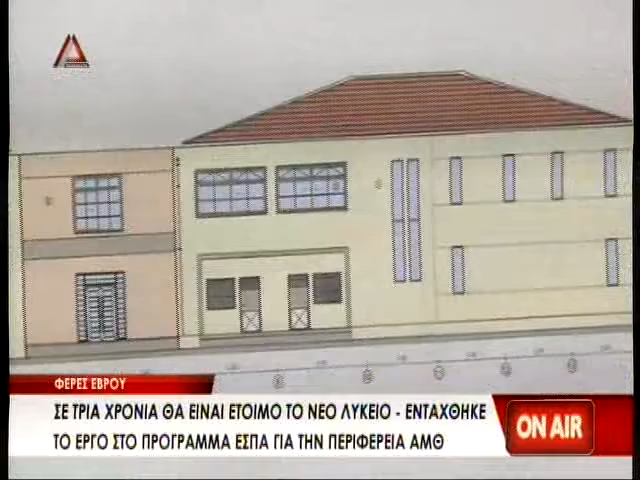 ΦΕΡΕΣ ΕΒΡΟΥ
ΣΕ ΤΡΙΑ ΧΡΟΝΙΑ ΘΑ ΕΙΝΑΙ ΕΤΟΙΜΟ ΤΟ ΝΕΟ ΛΥΚΕΙΟ - ΕΝΤΑΧΘΗΚΕ
ΤΟ ΕΡΓΟ ΣΤΟ ΠΡΟΓΡΑΜΜΑ ΕΣΠΑ ΓΙΑ ΤΗΝ ΠΕΡΙΦΕΡΕΙΑ ΑΜΘ
ON AIR